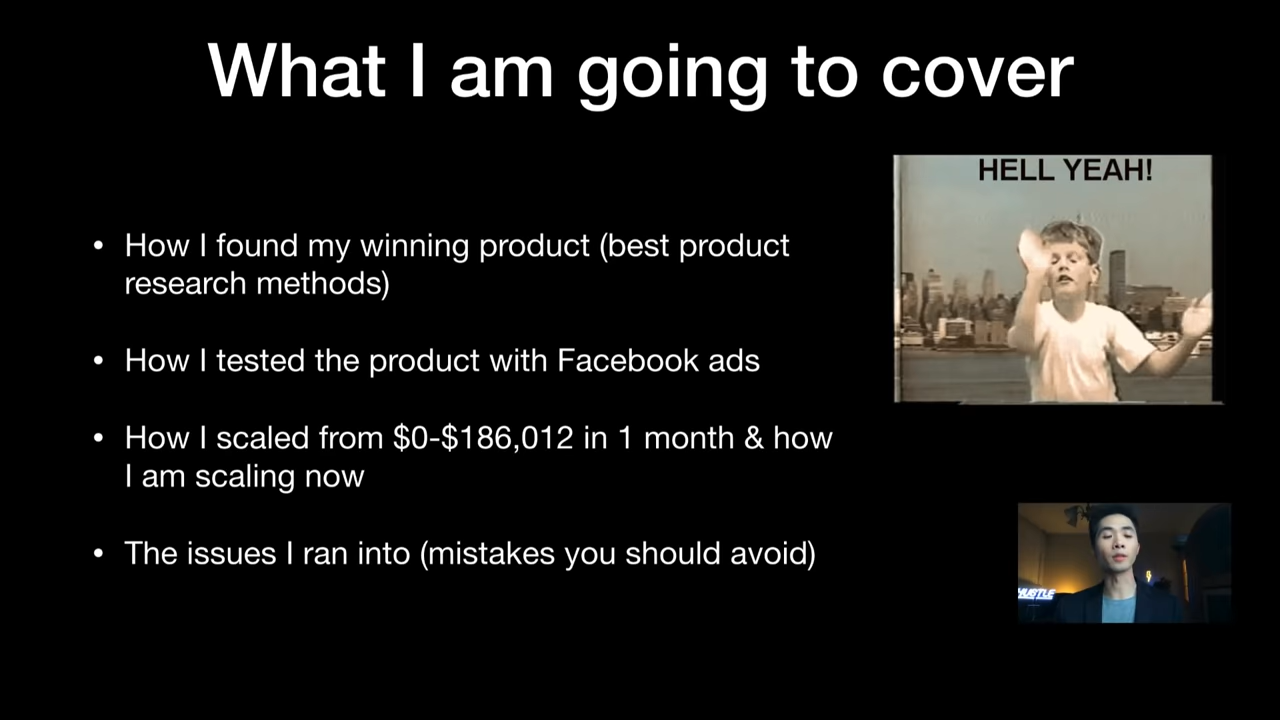 What I am going to cover
HELL YEAH!
• How I found my winning product (best product
research methods)
• How I tested the product with Facebook ads
• How I scaled from $0-$186,012 in 1 month & how
I am scaling now
• The issues I ran into (mistakes you should avoid)
HUSTLE